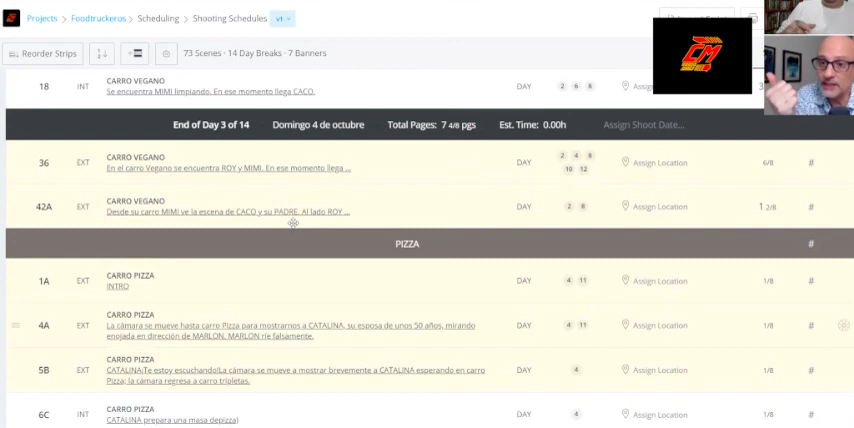 Projects > Foodtruckeros > Scheduling > Shooting Schedules v1
Reorder Strips
73 Scenes · 14 Day Breaks · 7 Banners
CM
18 INT CARRO VEGANO DAY 2 6 8
Se encuentra MIMI limpiando. En ese momento llega CACO.
End of Day 3 of 14 Domingo 4 de octubre Total Pages: 7 4/8 pgs Est. Time: 0.00h Assign Shoot Date...
36 EXT CARRO VEGANO DAY 2 4 8 Assign Location 6/8 #
En el carro Vegano se encuentra ROY y MIMI. En ese momento llega ... 10 12
42A EXT CARRO VEGANO DAY 2 8 Assign Location 1 2/8 #
Desde su carro MIMI ve la escena de CACO y su PADRE. Al lado ROY ...
PIZZA #
1A EXT CARRO PIZZA DAY 4 11 Assign Location 1/8 #
INTRO
4A EXT CARRO PIZZA DAY 4 11 Assign Location 1/8 #
La cámara se mueve hasta carro Pizza para mostrarnos a CATALINA, su esposa de unos 50 años, mirando
enojada en dirección de MARLON. MARLON ríe falsamente.
5B EXT CARRO PIZZA DAY 4 Assign Location 1/8 #
CATALINA¡Te estoy escuchando!La cámara se mueve a mostrar brevemente a CATALINA esperando en carro
Pizza; la cámara regresa a carro tripletas.
6C INT CARRO PIZZA DAY 4 Assign Location 1/8 #
CATALINA prepara una masa depizza)